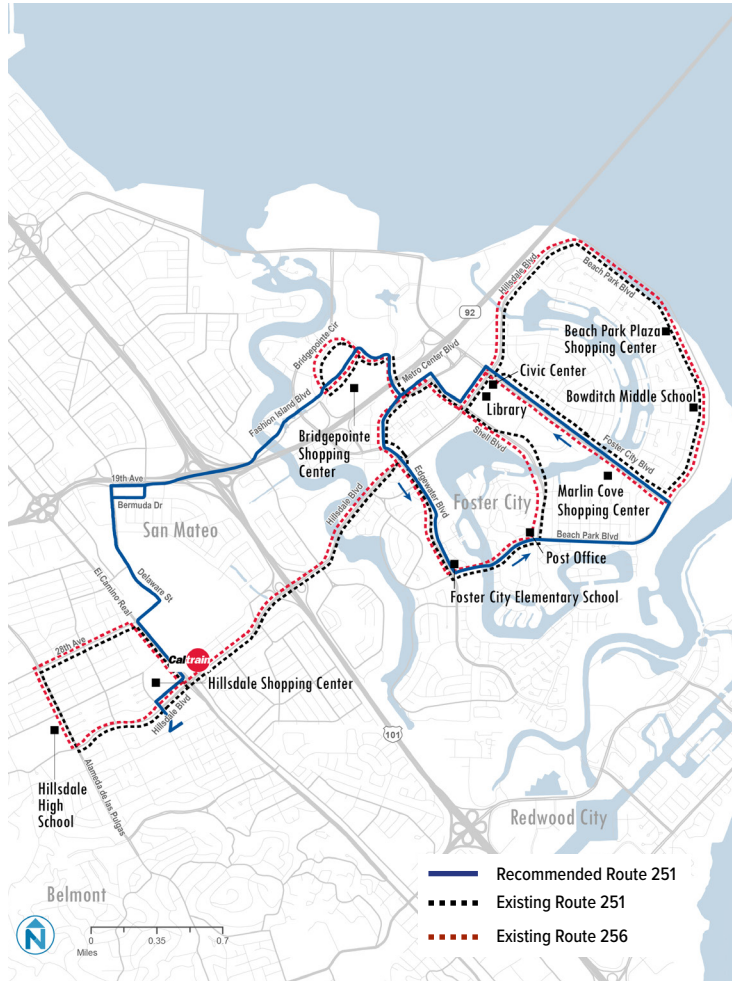 Hillsdale Blvd
Beach Park Blvd
92
Bridgepointe Cir
Metro Center Blvd
Beach Park Plaza
Shopping Center
Civic Center
Bowditch Middle School
Library
Fashion Island Blvd
Bridgepointe
Shopping
Center
Shell Blvd
Foster City Blvd
19th Ave
Hillsdale Blvd
Edgewater Blvd
Foster City
Marlin Cove
Shopping Center
Bermuda Dr
San Mateo
Beach Park Blvd
Post Office
Delaware St
El Camino Real
Foster City Elementary School
28th Ave
Caltrain
Hillsdale Shopping Center
Hillsdale Blvd
101
Hillsdale
High
School
Alameda de las Pulgas
Redwood City
Belmont
Recommended Route 251
Existing Route 251
Existing Route 256
N
0 0.35 0.7
Miles